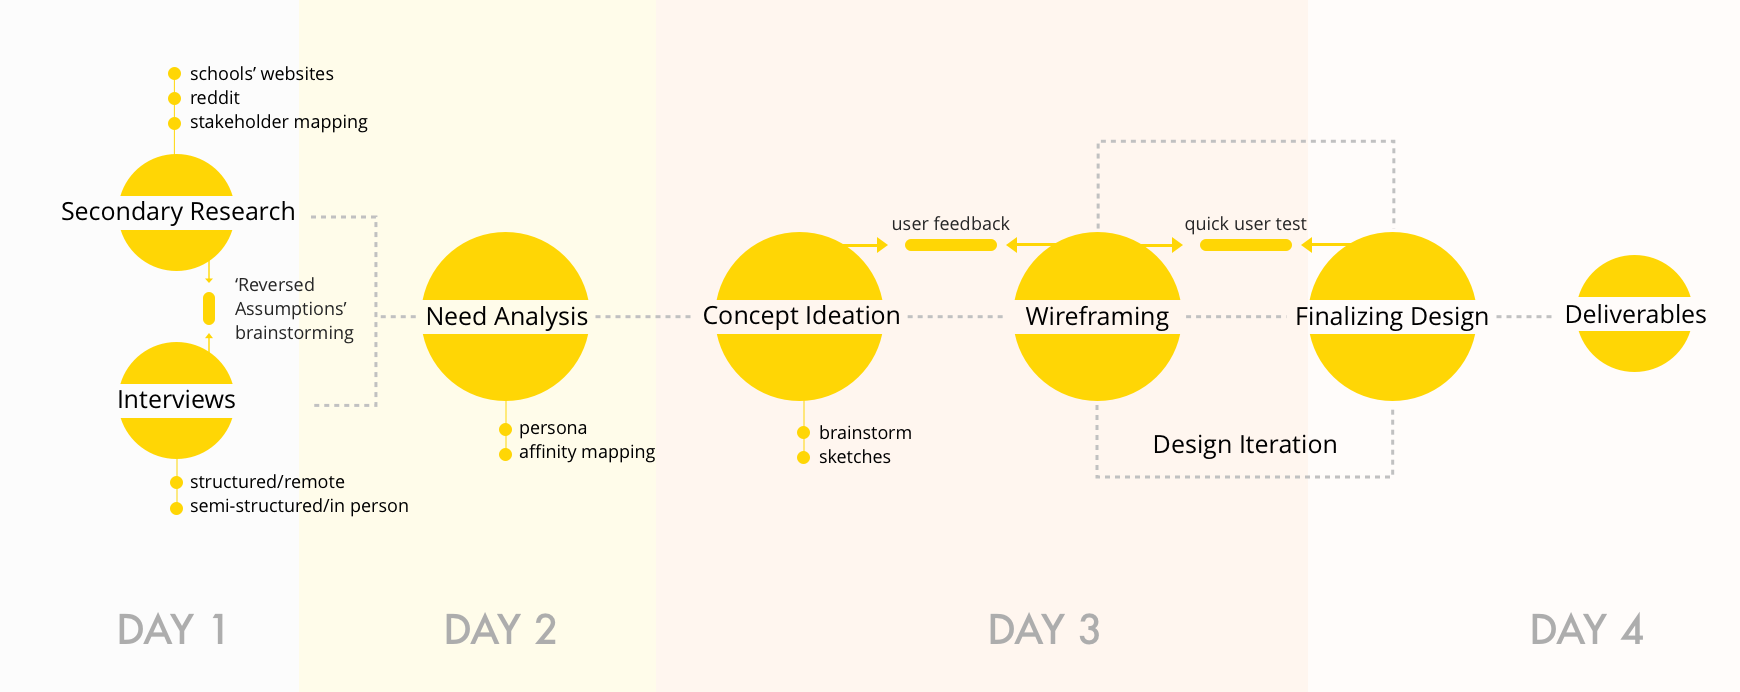 schools’ websites
reddit
stakeholder mapping
Secondary Research
‘Reversed
Assumptions’
brainstorming
Interviews
structured/remote
semi-structured/in person
Need Analysis
persona
affinity mapping
user feedback
quick user test
Concept Ideation
Wireframing
Finalizing Design
Deliverables
brainstorm
sketches
Design Iteration
DAY 1
DAY 2
DAY 3
DAY 4